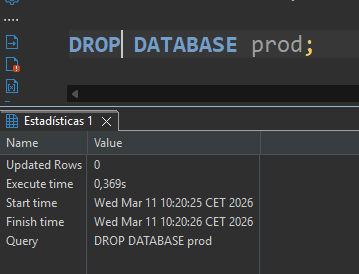 DROP DATABASE prod;
Estadísticas 1
Name Value
Updated Rows 0
Execute time 0,369s
Start time Wed Mar 11 10:20:25 CET 2026
Finish time Wed Mar 11 10:20:26 CET 2026
Query DROP DATABASE prod